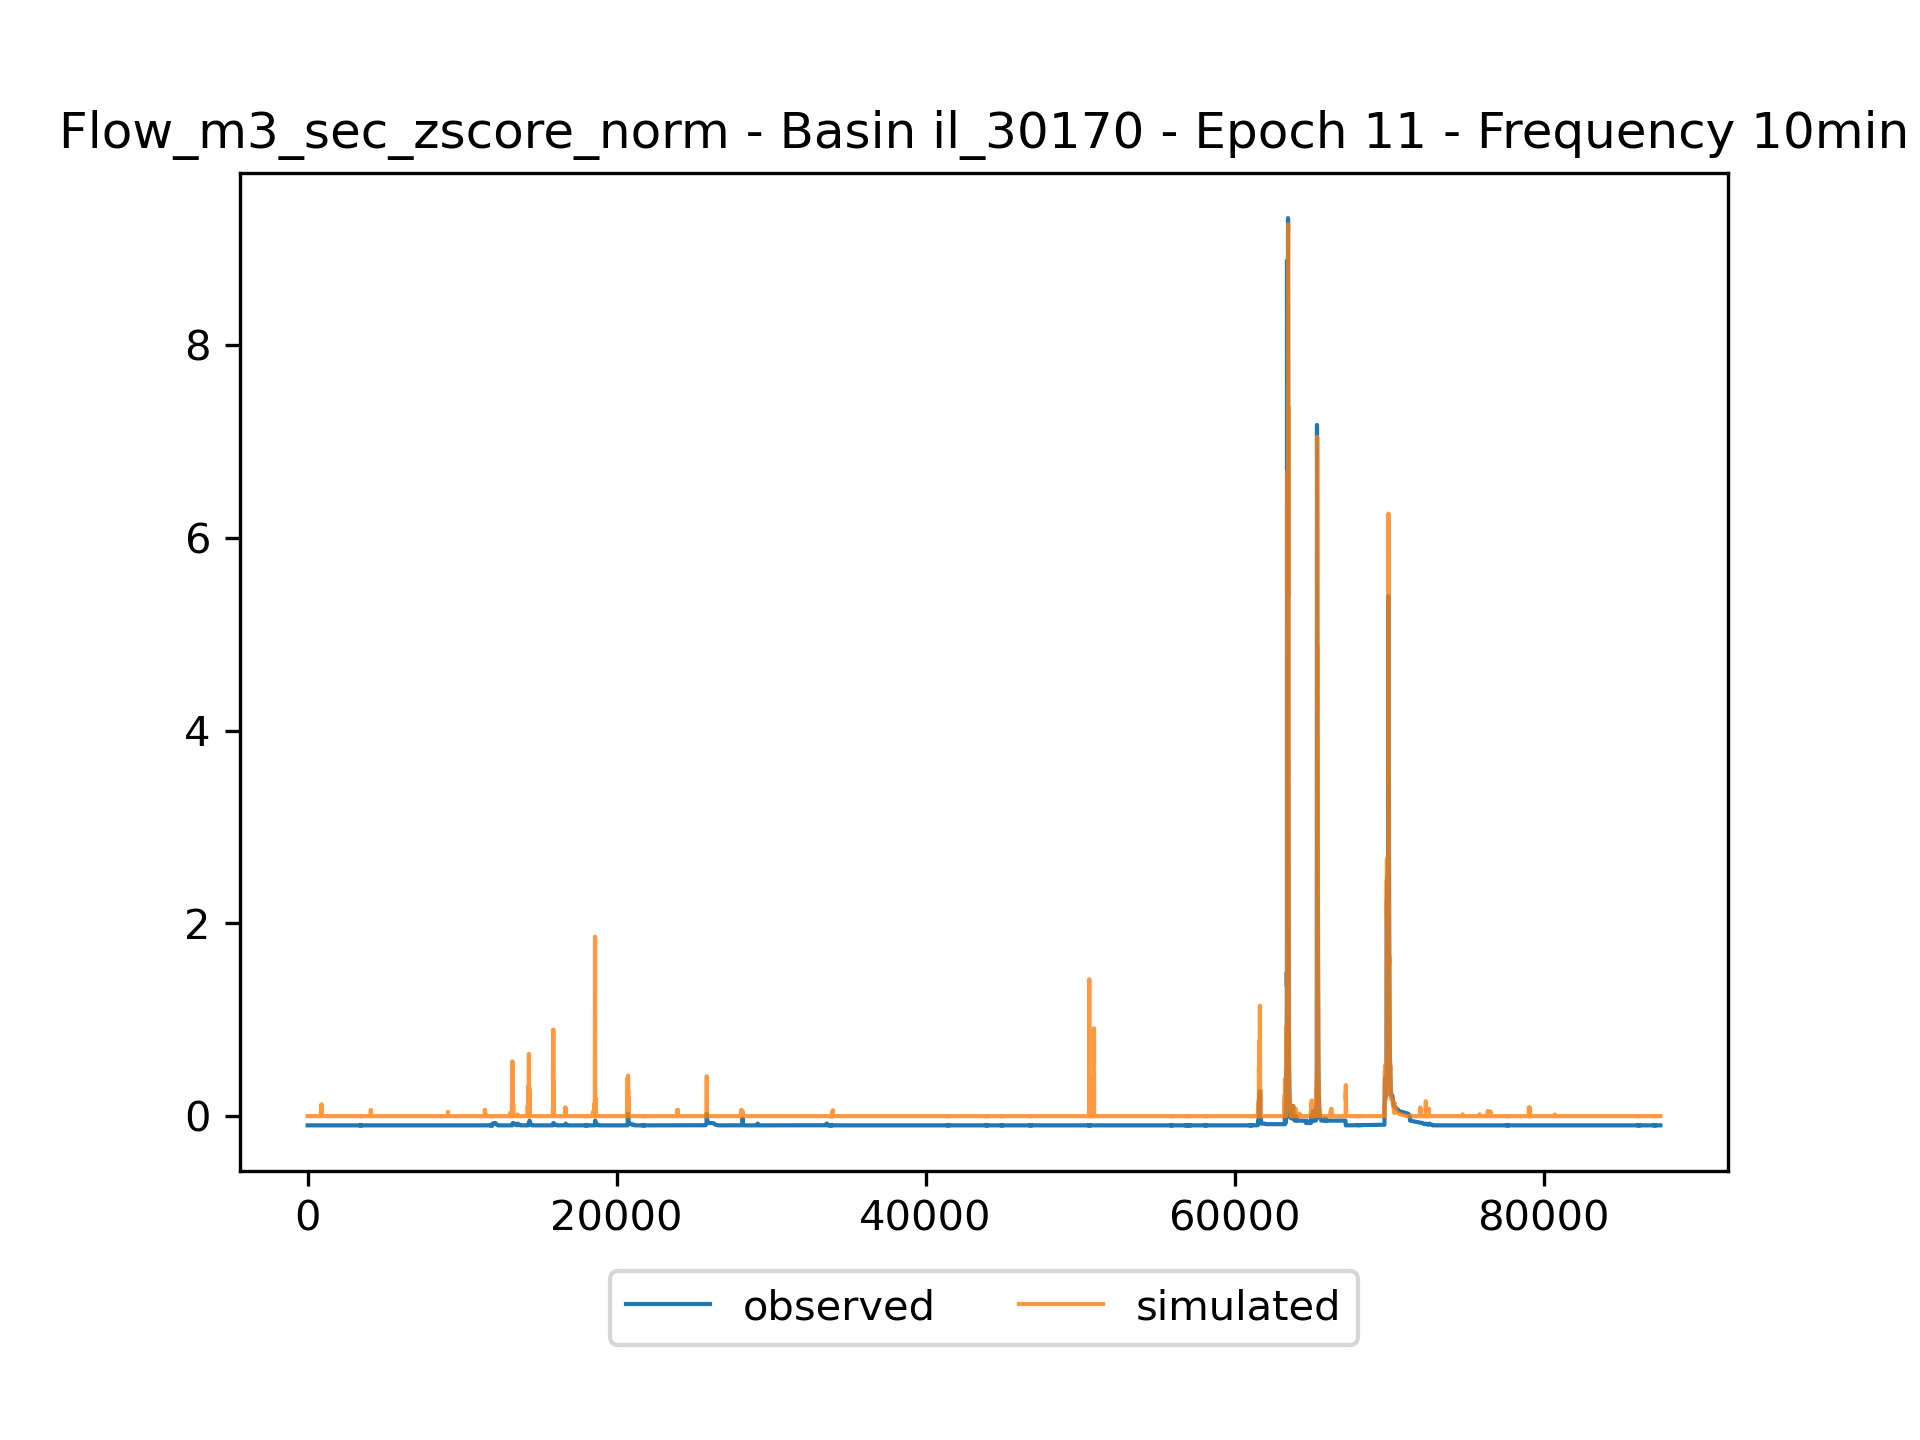 Flow_m3_sec_zscore_norm - Basin il_30170 - Epoch 11 - Frequency 10min
8
6
4
2
0
0 20000 40000 60000 80000
observed simulated